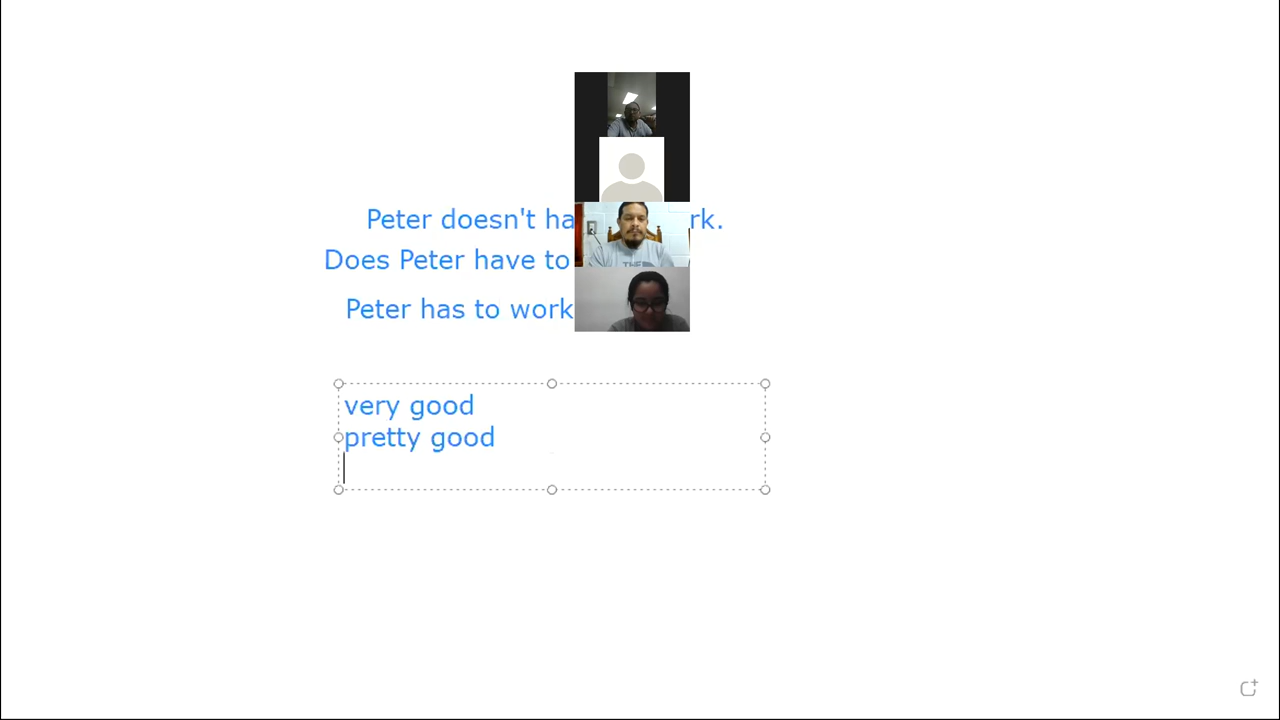 Peter doesn't ha rk.
Does Peter have to
Peter has to work
very good
pretty good